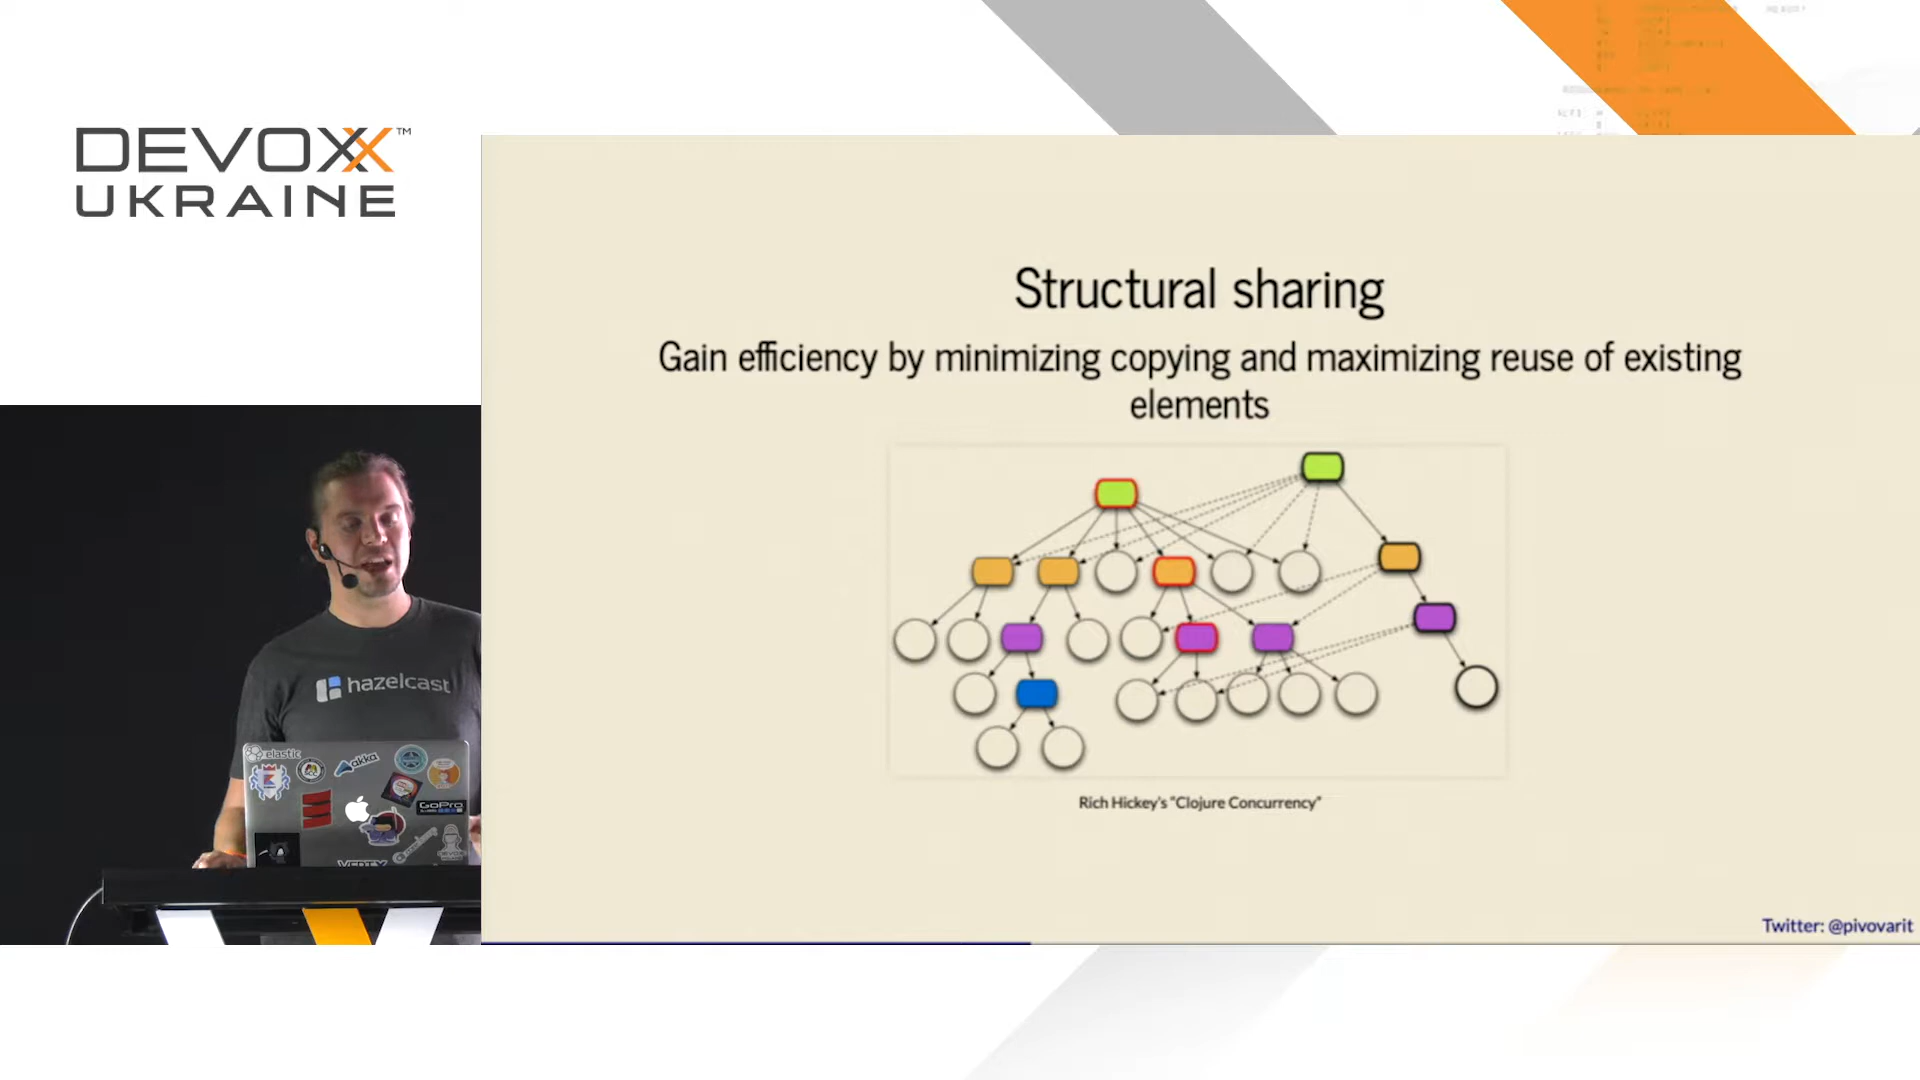 DEVOXX™
UKRAINE
Structural sharing
Gain efficiency by minimizing copying and maximizing reuse of existing
elements
Rich Hickey's "Clojure Concurrency"
Twitter: @pivovarit
hazelcast
elastic
akka
GoPro
VERTX